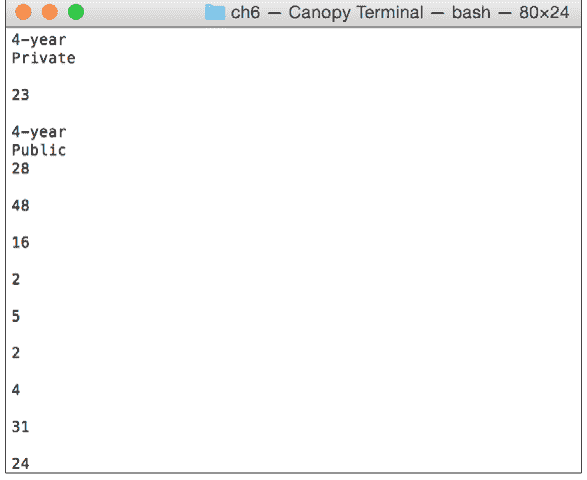 ch6 — Canopy Terminal — bash — 80×24
4-year
Private
23
4-year
Public
28
48
16
2
5
2
4
31
24